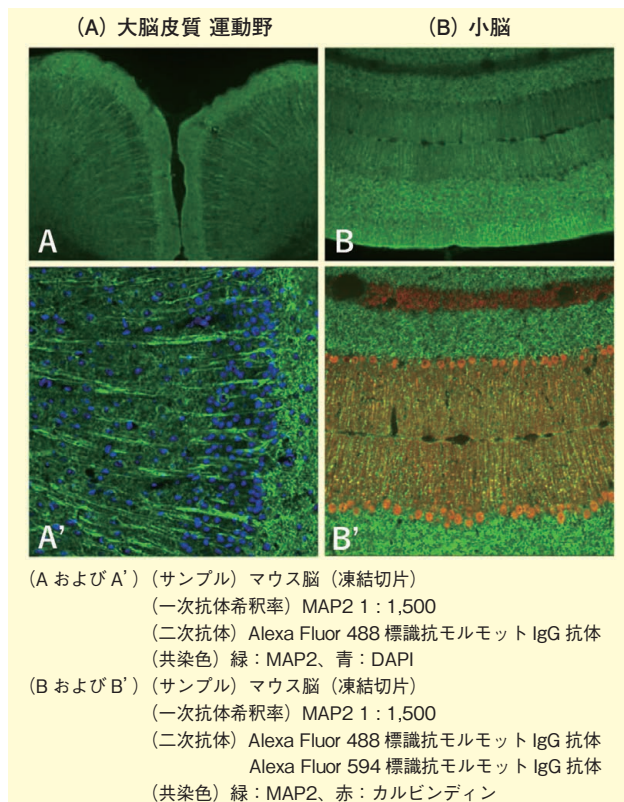 (A) 大脳皮質 運動野
(B) 小脳
A
B
A'
B'
(A および A’)(サンプル)マウス脳(凍結切片)
(一次抗体希釈率)MAP2 1 : 1,500
(二次抗体)Alexa Fluor 488 標識抗モルモット IgG 抗体
(共染色)緑:MAP2、青:DAPI
(B および B’)(サンプル)マウス脳(凍結切片)
(一次抗体希釈率)MAP2 1 : 1,500
(二次抗体)Alexa Fluor 488 標識抗モルモット IgG 抗体
Alexa Fluor 594 標識抗モルモット IgG 抗体
(共染色)緑:MAP2、赤:カルビンディン